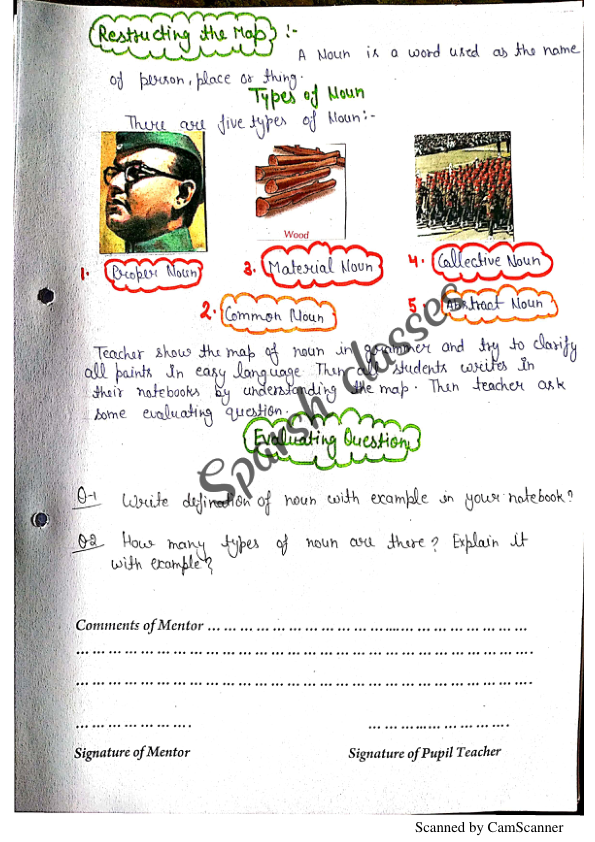 Restructing the Map :-
A Noun is a word used as the name
of person, place or thing.
Types of Noun
There are five types of Noun:-
Wood
1. Proper Noun
3. Material Noun
4. Collective Noun
2. Common Noun
5. Abstract Noun
Teacher show the map of noun in grammer and try to clarify
all points in easy language. Then all students writes in
their notebooks by understanding the map. Then teacher ask
some evaluating question.
Evaluating Question
Q-1 Write defination of noun with example in your notebook?
Q-2 How many types of noun are there? Explain it
with example?
Sparsh classes
Comments of Mentor ... ... ... ... ... ... ... ... ... ... ... ... ... ... ... ... ... ...
... ... ... ... ... ... ... ... ... ... ... ... ... ... ... ... ... ... ... ... ... ... ... ... ...
... ... ... ... ... ... ... ... ... ... ... ... ... ... ... ... ... ... ... ... ... ... ... ... ...
... ... ... ... ... ... . ... ... ... ... ... ... ... .
Signature of Mentor Signature of Pupil Teacher
Scanned by CamScanner